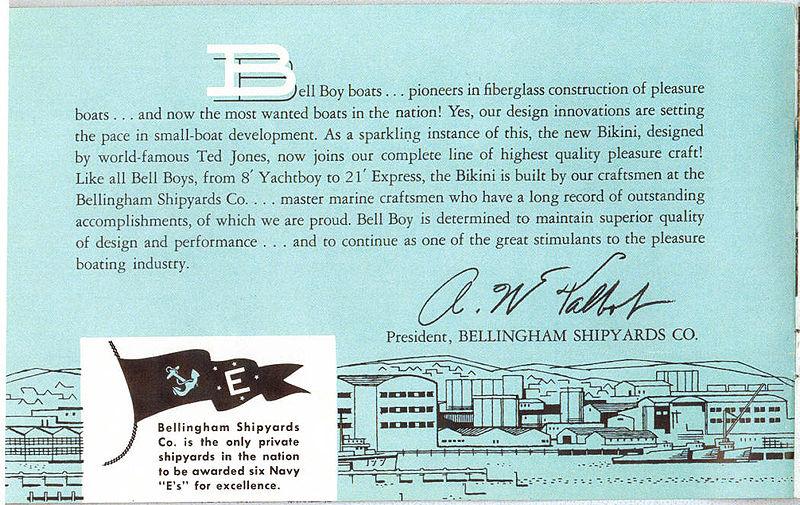 Bell Boy boats . . . pioneers in fiberglass construction of pleasure
boats . . . and now the most wanted boats in the nation! Yes, our design innovations are setting
the pace in small-boat development. As a sparkling instance of this, the new Bikini, designed
by world-famous Ted Jones, now joins our complete line of highest quality pleasure craft!
Like all Bell Boys, from 8′ Yachtboy to 21′ Express, the Bikini is built by our craftsmen at the
Bellingham Shipyards Co. . . . master marine craftsmen who have a long record of outstanding
accomplishments, of which we are proud. Bell Boy is determined to maintain superior quality
of design and performance . . . and to continue as one of the great stimulants to the pleasure
boating industry.
A. W. Talbot
President, BELLINGHAM SHIPYARDS CO.
E
Bellingham Shipyards
Co. is the only private
shipyards in the nation
to be awarded six Navy
"E's" for excellence.